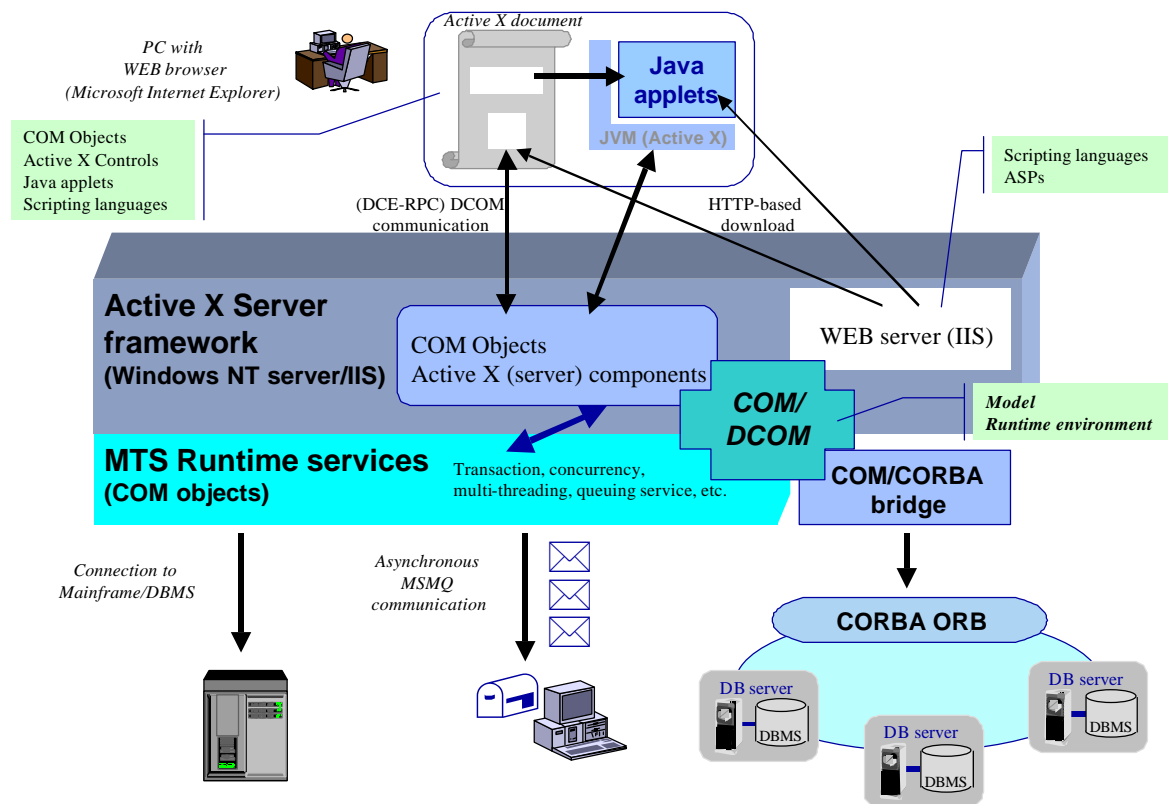 Active X document
PC with
WEB browser
(Microsoft Internet Explorer)
Java
applets
JVM (Active X)
COM Objects
Active X Controls
Java applets
Scripting languages
Scripting languages
ASPs
(DCE-RPC) DCOM
communication
HTTP-based
download
Active X Server
framework
(Windows NT server/IIS)
COM Objects
Active X (server) components
WEB server (IIS)
COM/
DCOM
Model
Runtime environment
MTS Runtime services
(COM objects)
Transaction, concurrency,
multi-threading, queuing service, etc.
COM/CORBA
bridge
Connection to
Mainframe/DBMS
Asynchronous
MSMQ
communication
CORBA ORB
DB server
DBMS
DB server
DBMS
DB server
DBMS